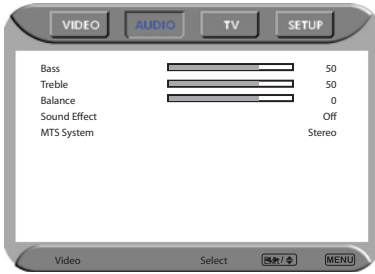 VIDEO AUDIO TV SETUP
Bass 50
Treble 50
Balance 0
Sound Effect Off
MTS System Stereo
Video Select MENU